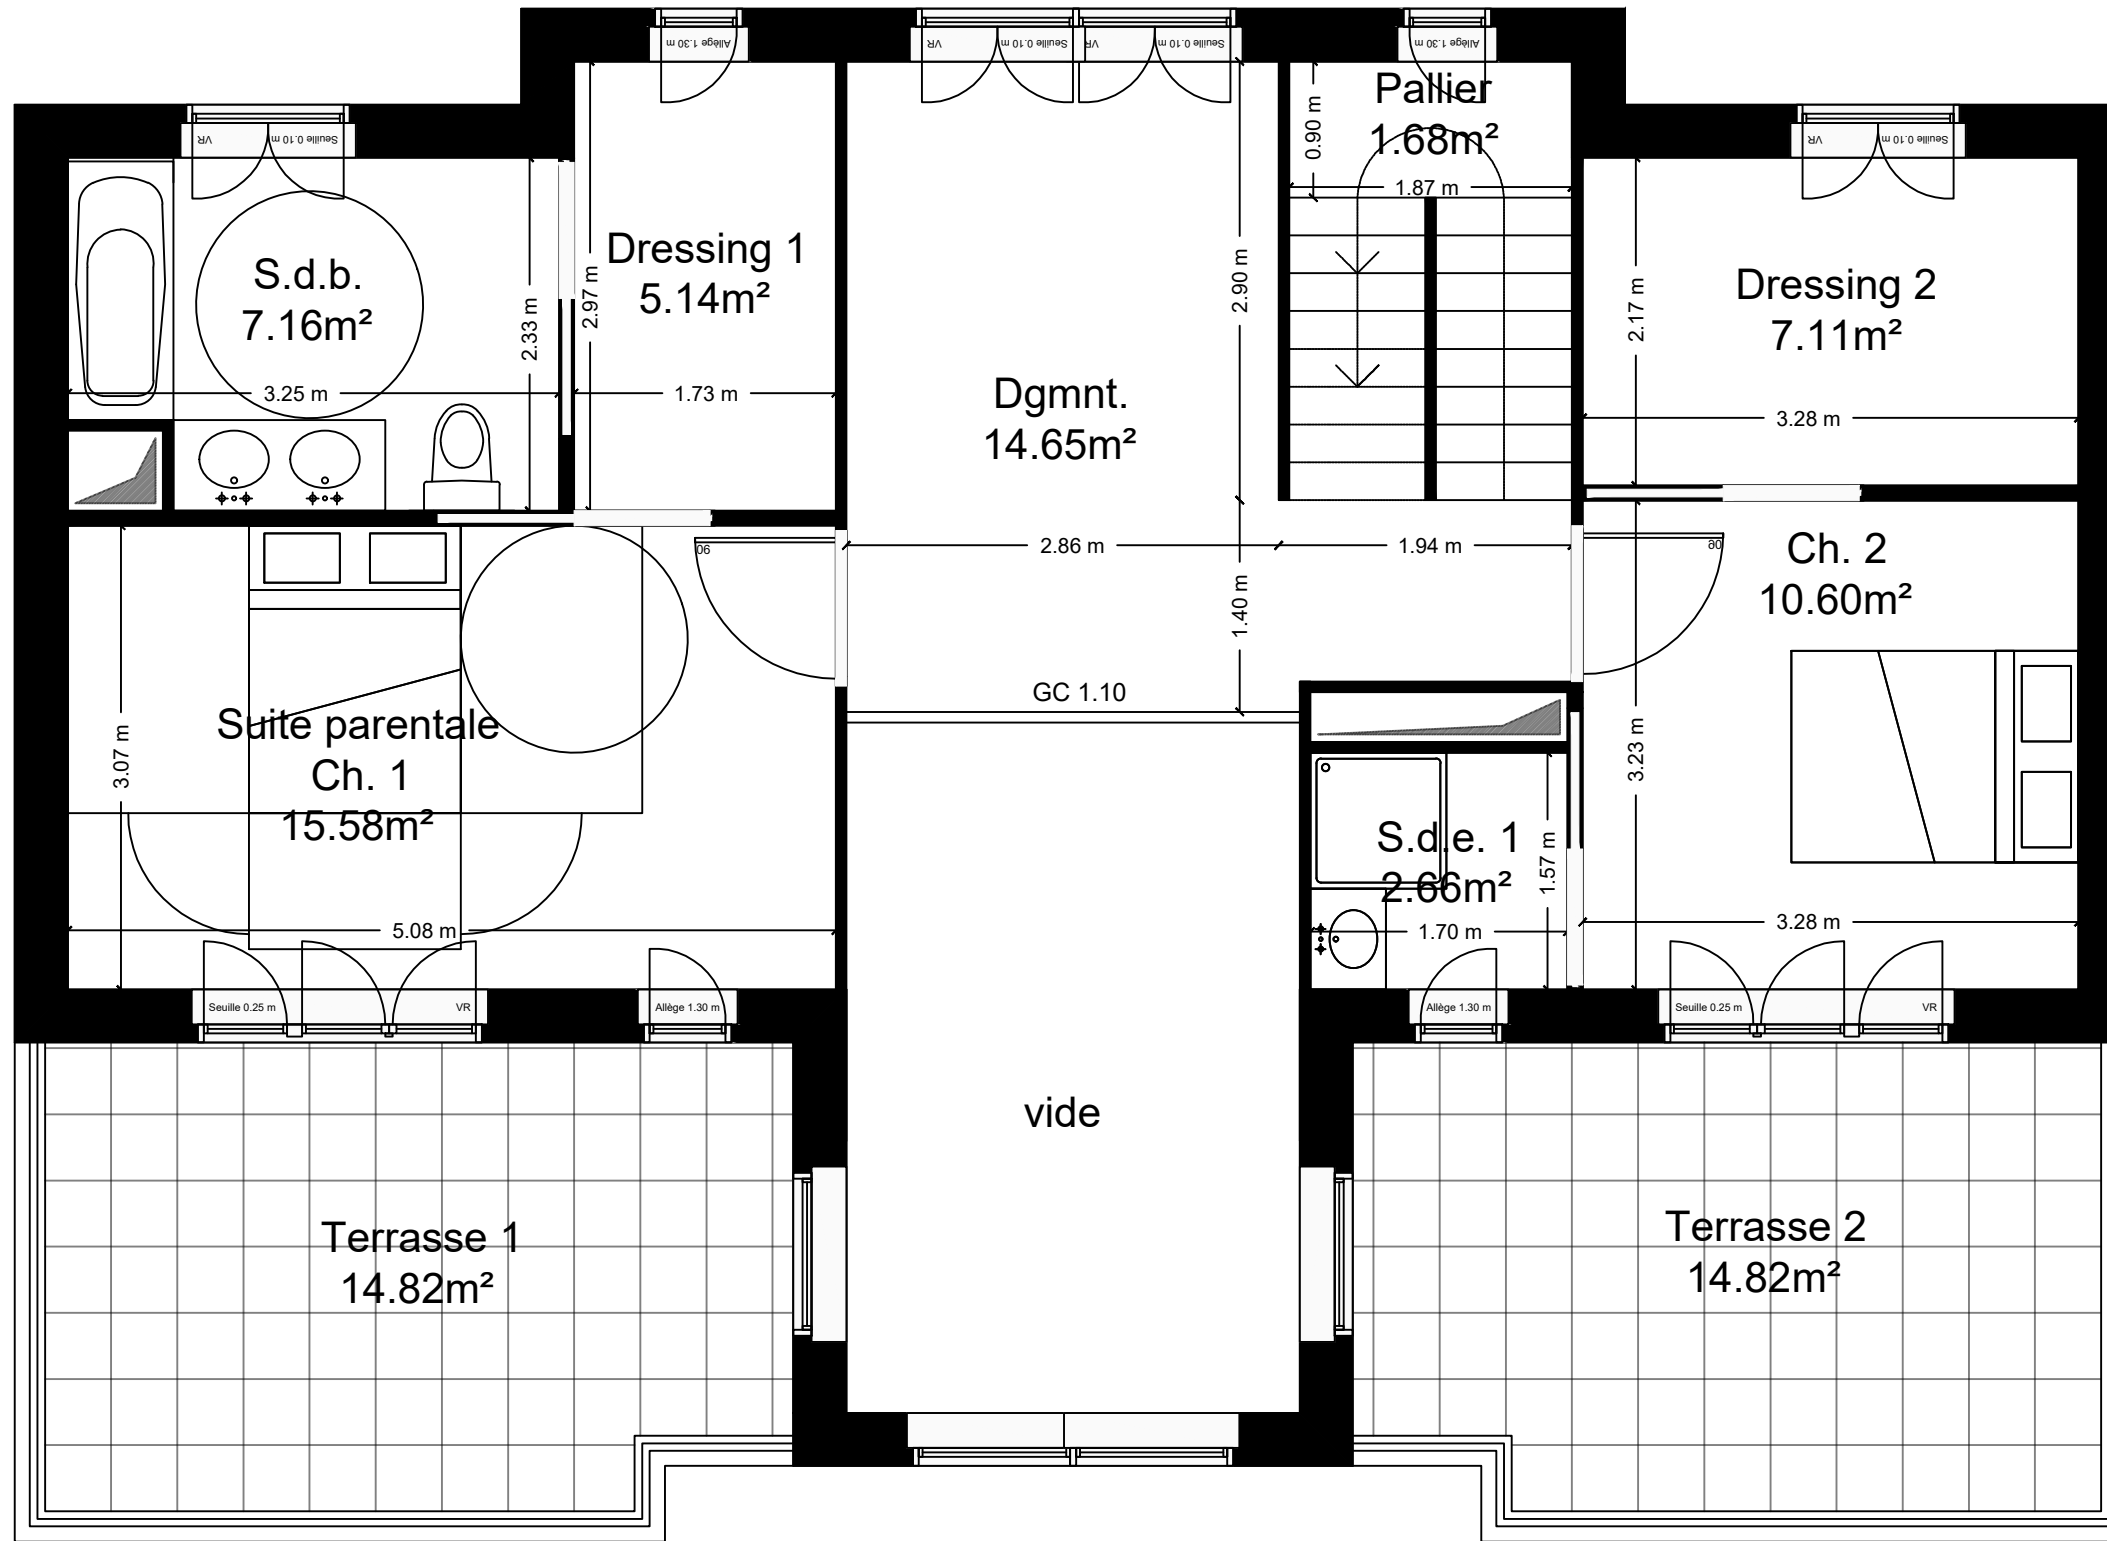 Allège 1.30 m
VR
Seuille 0.10 m
VR
Seuille 0.10 m
Allège 1.30 m
VR
Seuille 0.10 m
VR
Seuille 0.10 m
Pallier
1.68m²
0.90 m
1.87 m
S.d.b.
7.16m²
3.25 m
2.33 m
2.97 m
Dressing 1
5.14m²
1.73 m
2.90 m
Dgmnt.
14.65m²
2.17 m
Dressing 2
7.11m²
3.28 m
90
2.86 m
1.94 m
1.40 m
90
Ch. 2
10.60m²
GC 1.10
Suite parentale
Ch. 1
15.58m²
3.07 m
5.08 m
3.23 m
S.d.e. 1
2.66m²
1.57 m
1.70 m
3.28 m
Seuille 0.25 m
VR
Allège 1.30 m
Allège 1.30 m
Seuille 0.25 m
VR
vide
Terrasse 1
14.82m²
Terrasse 2
14.82m²